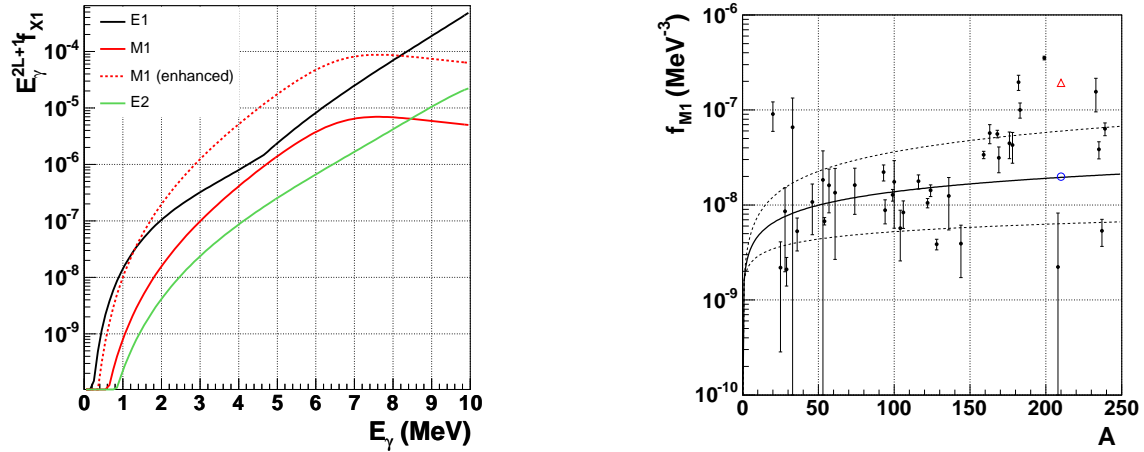 E_γ^{2L+1} f_{X1}
E1
M1
M1 (enhanced)
E2
10^{-4}
10^{-5}
10^{-6}
10^{-7}
10^{-8}
10^{-9}
0 1 2 3 4 5 6 7 8 9 10
E_γ (MeV)
f_{M1} (MeV^{-3})
10^{-6}
10^{-7}
10^{-8}
10^{-9}
10^{-10}
0 50 100 150 200 250
A